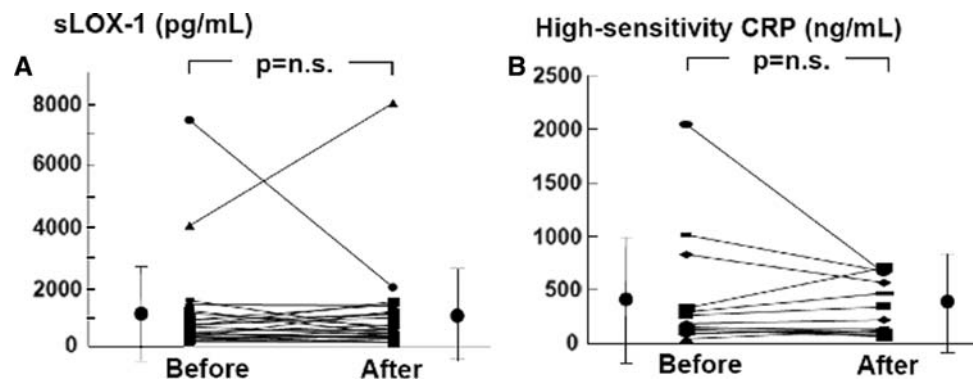 sLOX-1 (pg/mL)
A
p=n.s.
8000
6000
4000
2000
0
Before After
High-sensitivity CRP (ng/mL)
B
p=n.s.
2500
2000
1500
1000
500
0
Before After